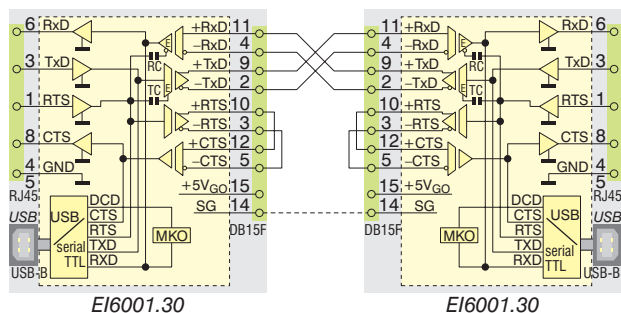 6 RxD +RxD 11 11 +RxD RxD 6
E –RxD 4 4 –RxD E
3 TxD RC +TxD 9 9 +TxD RC TxD 3
TC E –TxD 2 2 –TxD E TC
1 RTS +RTS 10 10 +RTS RTS 1
–RTS 3 3 –RTS
8 CTS +CTS 12 12 +CTS CTS 8
–CTS 5 5 –CTS
4 GND GND 4
5 +5VGO 15 15 +5VGO 5
RJ45 SG 14 14 SG RJ45
USB DCD DB15F DB15F DCD USB
USB CTS CTS USB
RTS MKO MKO RTS
serial TXD TXD serial
TTL RXD RXD TTL
USB-B USB-B
EI6001.30 EI6001.30